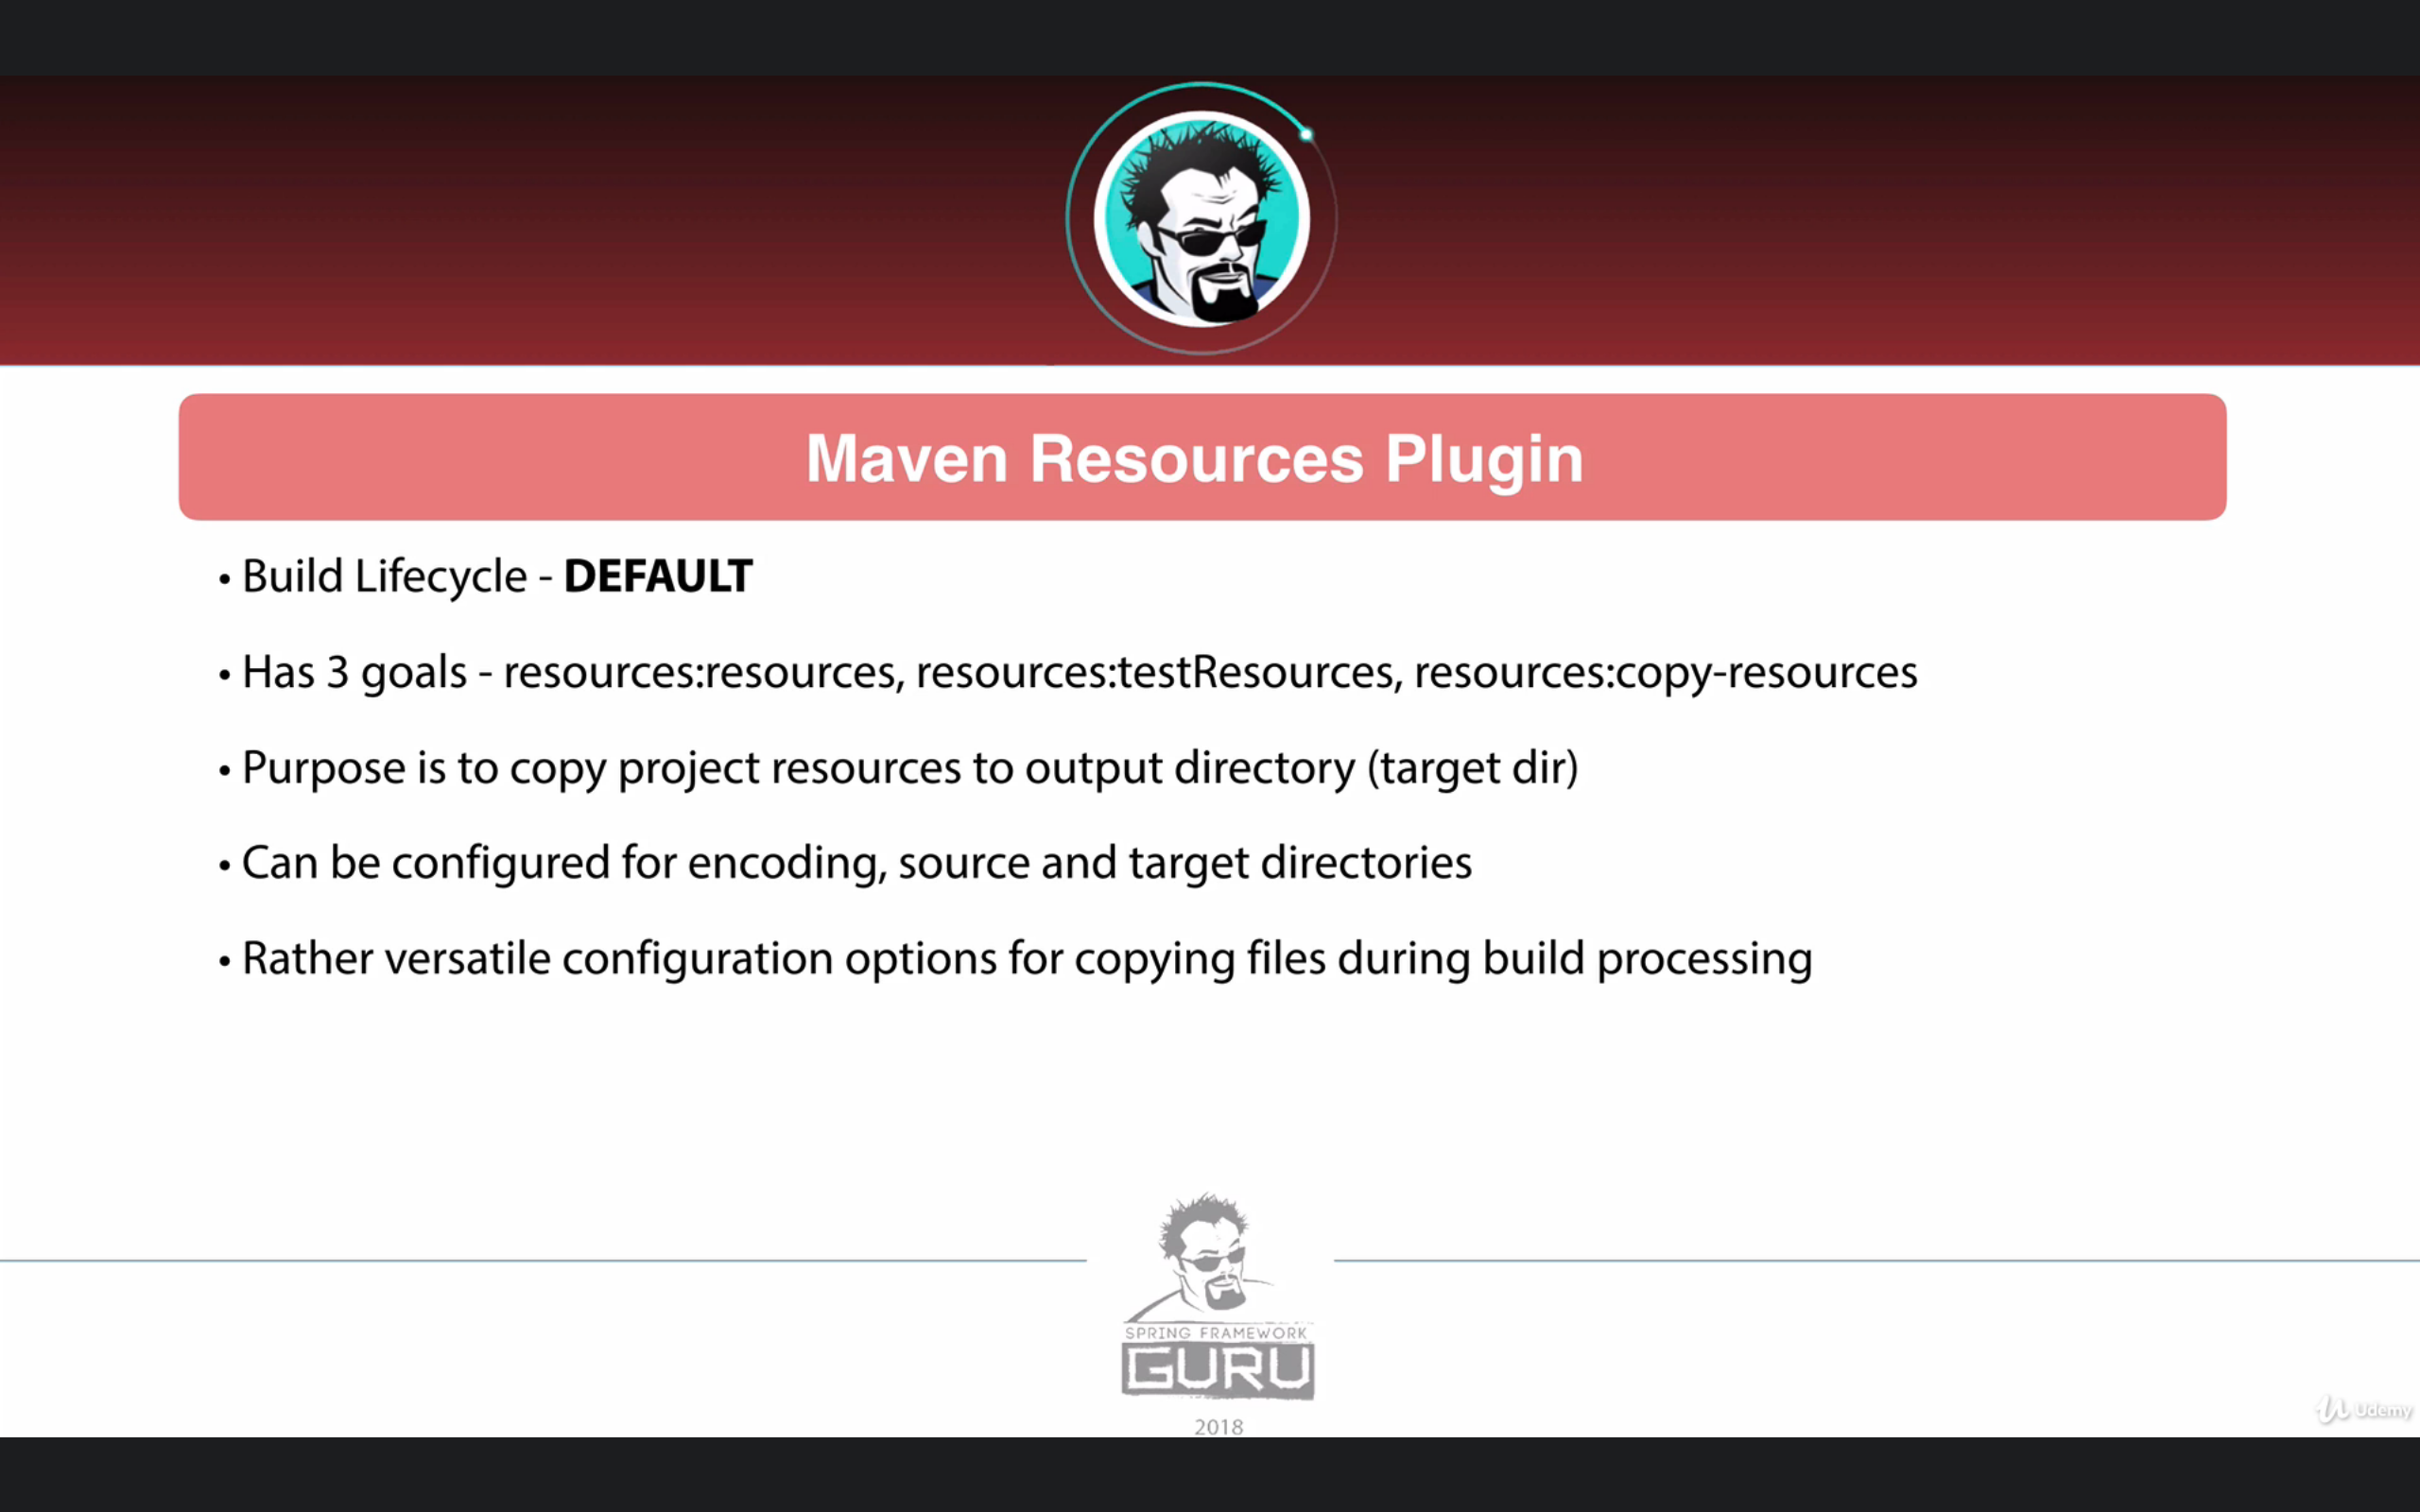 Maven Resources Plugin
• Build Lifecycle - DEFAULT
• Has 3 goals - resources:resources, resources:testResources, resources:copy-resources
• Purpose is to copy project resources to output directory (target dir)
• Can be configured for encoding, source and target directories
• Rather versatile configuration options for copying files during build processing
SPRING FRAMEWORK
GURU
2018
Udemy